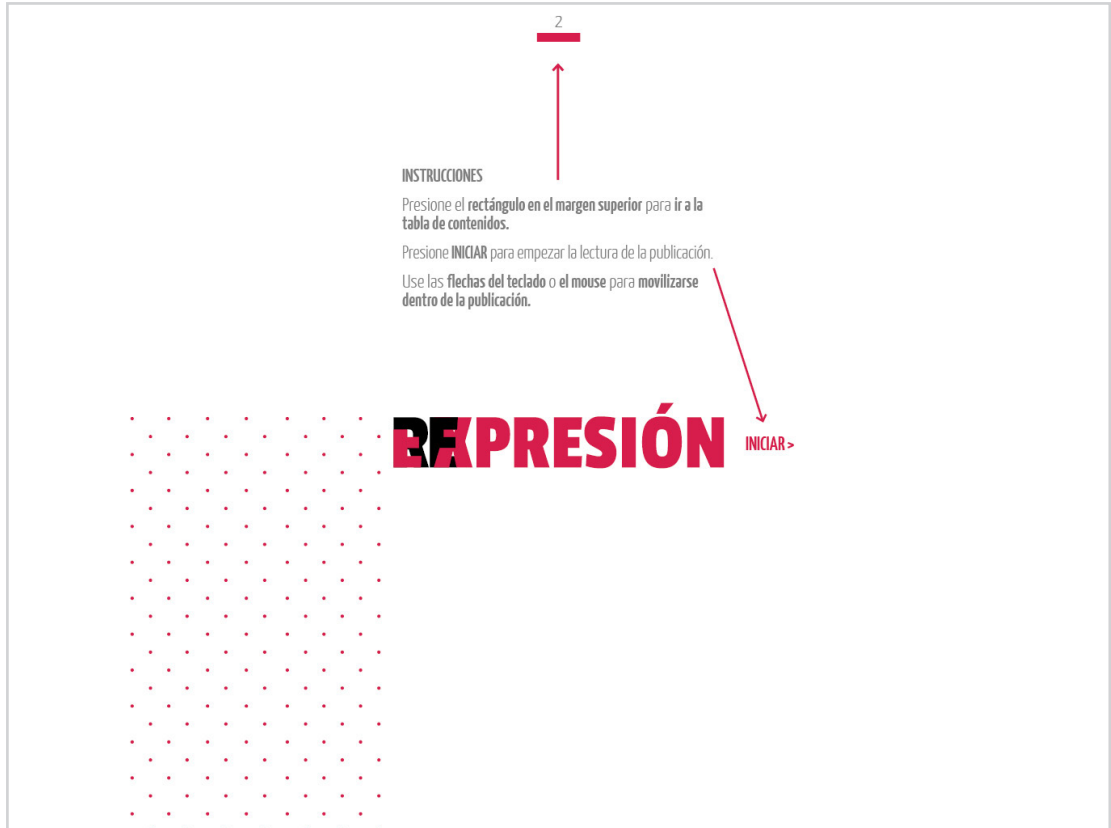 2
INSTRUCCIONES
Presione el rectángulo en el margen superior para ir a la
tabla de contenidos.
Presione INICIAR para empezar la lectura de la publicación.
Use las flechas del teclado o el mouse para movilizarse
dentro de la publicación.
REXPRESIÓN
INICIAR >